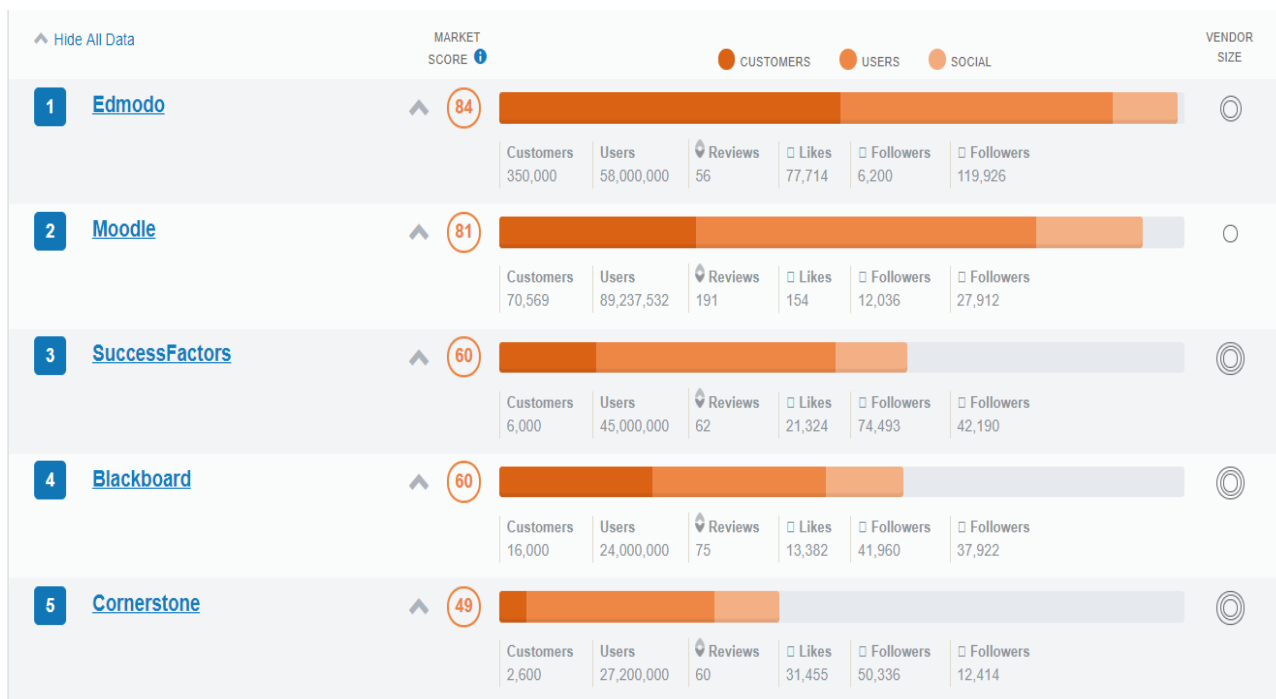 Hide All Data
MARKET SCORE
CUSTOMERS USERS SOCIAL
VENDOR SIZE
1 Edmodo 84
Customers Users Reviews Likes Followers Followers
350,000 58,000,000 56 77,714 6,200 119,926
2 Moodle 81
Customers Users Reviews Likes Followers Followers
70,569 89,237,532 191 154 12,036 27,912
3 SuccessFactors 60
Customers Users Reviews Likes Followers Followers
6,000 45,000,000 62 21,324 74,493 42,190
4 Blackboard 60
Customers Users Reviews Likes Followers Followers
16,000 24,000,000 75 13,382 41,960 37,922
5 Cornerstone 49
Customers Users Reviews Likes Followers Followers
2,600 27,200,000 60 31,455 50,336 12,414